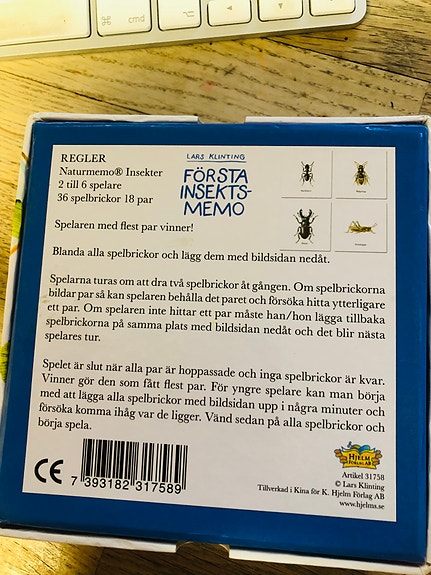 ⌘
cmd
⌥
REGLER
Naturmemo® Insekter
2 till 6 spelare
36 spelbrickor 18 par
Spelaren med flest par vinner!
LARS KLINTING
FÖRSTA
INSEKTS-
MEMO
Blanda alla spelbrickor och lägg dem med bildsidan nedåt.
Spelarna turas om att dra två spelbrickor åt gången. Om spelbrickorna
bildar par så kan spelaren behålla det paret och försöka hitta ytterligare
ett par. Om spelaren inte hittar ett par måste han/hon lägga tillbaka
spelbrickorna på samma plats med bildsidan nedåt och det blir nästa
spelares tur.
Spelet är slut när alla par är hoppassade och inga spelbrickor är kvar.
Vinner gör den som fått flest par. För yngre spelare kan man börja
med att lägga alla spelbrickor med bildsidan upp i några minuter och
försöka komma ihåg var de ligger. Vänd sedan på alla spelbrickor och
börja spela.
CE
7 393182 317589
HJELM
FÖRLAG AB
Artikel 31758
© Lars Klinting
Tillverkad i Kina för K. Hjelm Förlag AB
www.hjelms.se